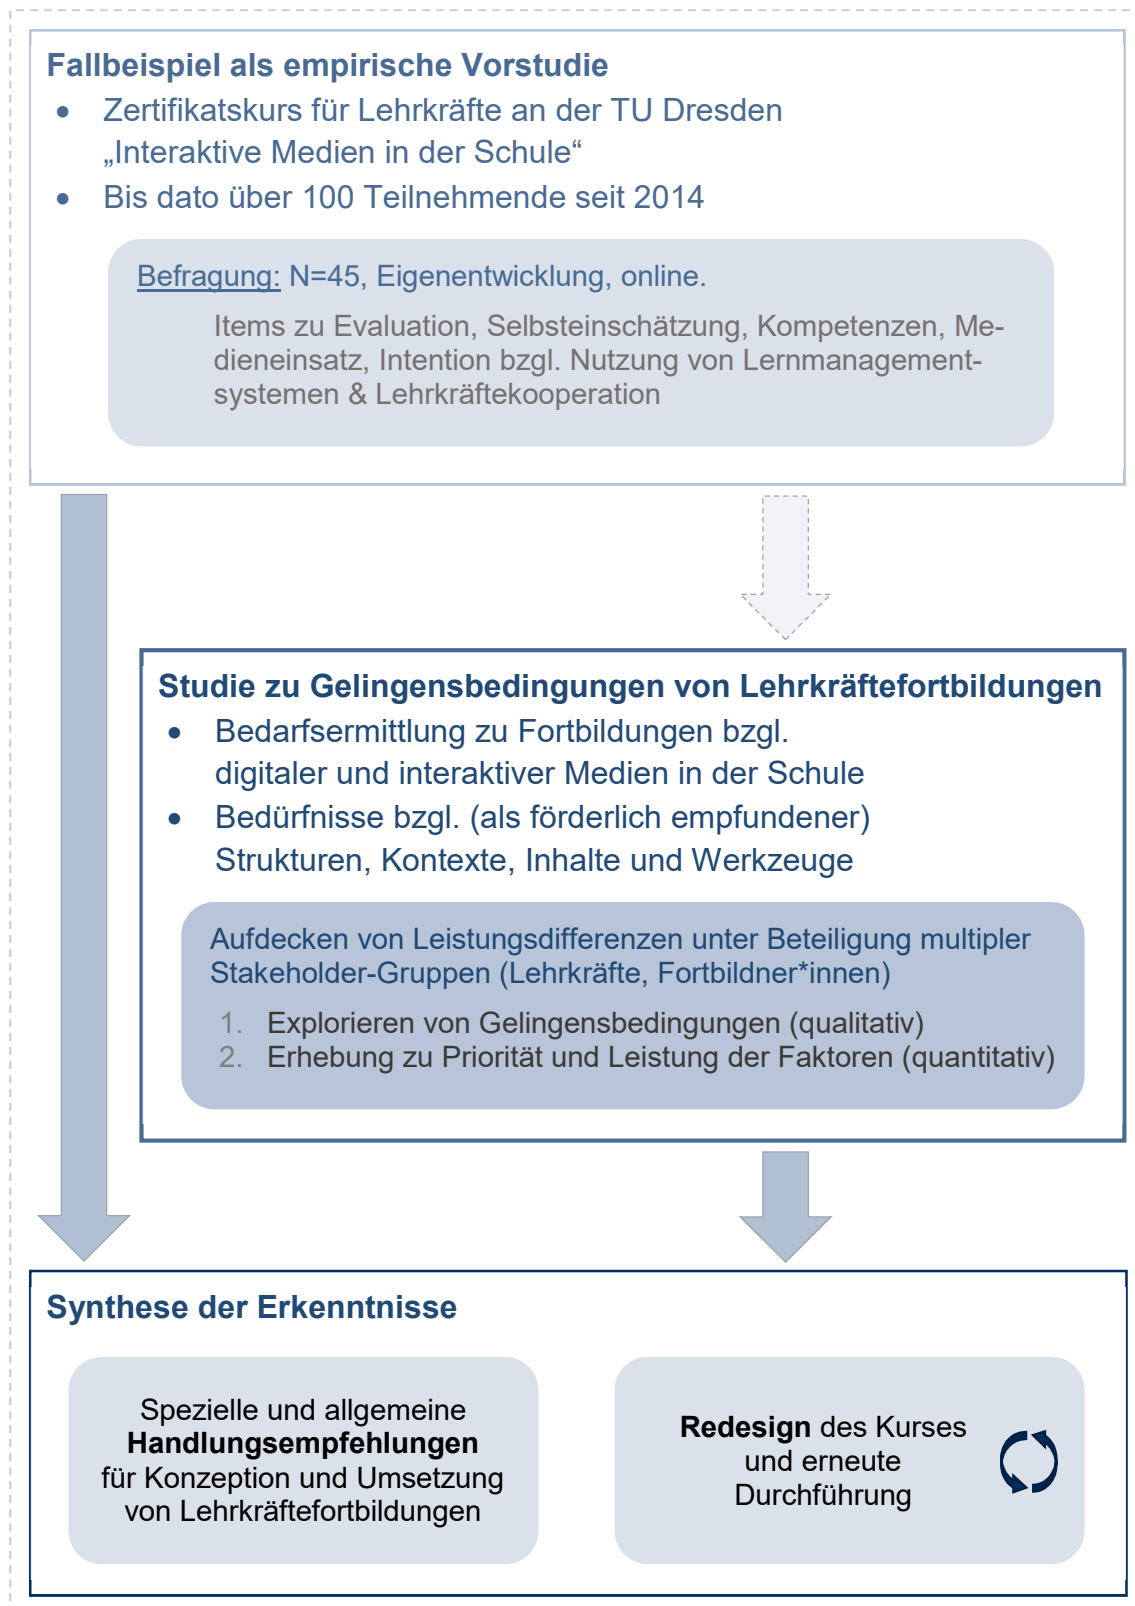 Fallbeispiel als empirische Vorstudie
• Zertifikatskurs für Lehrkräfte an der TU Dresden
„Interaktive Medien in der Schule“
• Bis dato über 100 Teilnehmende seit 2014
Befragung: N=45, Eigenentwicklung, online.
Items zu Evaluation, Selbsteinschätzung, Kompetenzen, Me-
dieneinsatz, Intention bzgl. Nutzung von Lernmanagement-
systemen & Lehrkräftekooperation
Studie zu Gelingensbedingungen von Lehrkräftefortbildungen
• Bedarfsermittlung zu Fortbildungen bzgl.
digitaler und interaktiver Medien in der Schule
• Bedürfnisse bzgl. (als förderlich empfundener)
Strukturen, Kontexte, Inhalte und Werkzeuge
Aufdecken von Leistungsdifferenzen unter Beteiligung multipler
Stakeholder-Gruppen (Lehrkräfte, Fortbildner*innen)
1. Explorieren von Gelingensbedingungen (qualitativ)
2. Erhebung zu Priorität und Leistung der Faktoren (quantitativ)
Synthese der Erkenntnisse
Spezielle und allgemeine
Handlungsempfehlungen
für Konzeption und Umsetzung
von Lehrkräftefortbildungen
Redesign des Kurses
und erneute
Durchführung